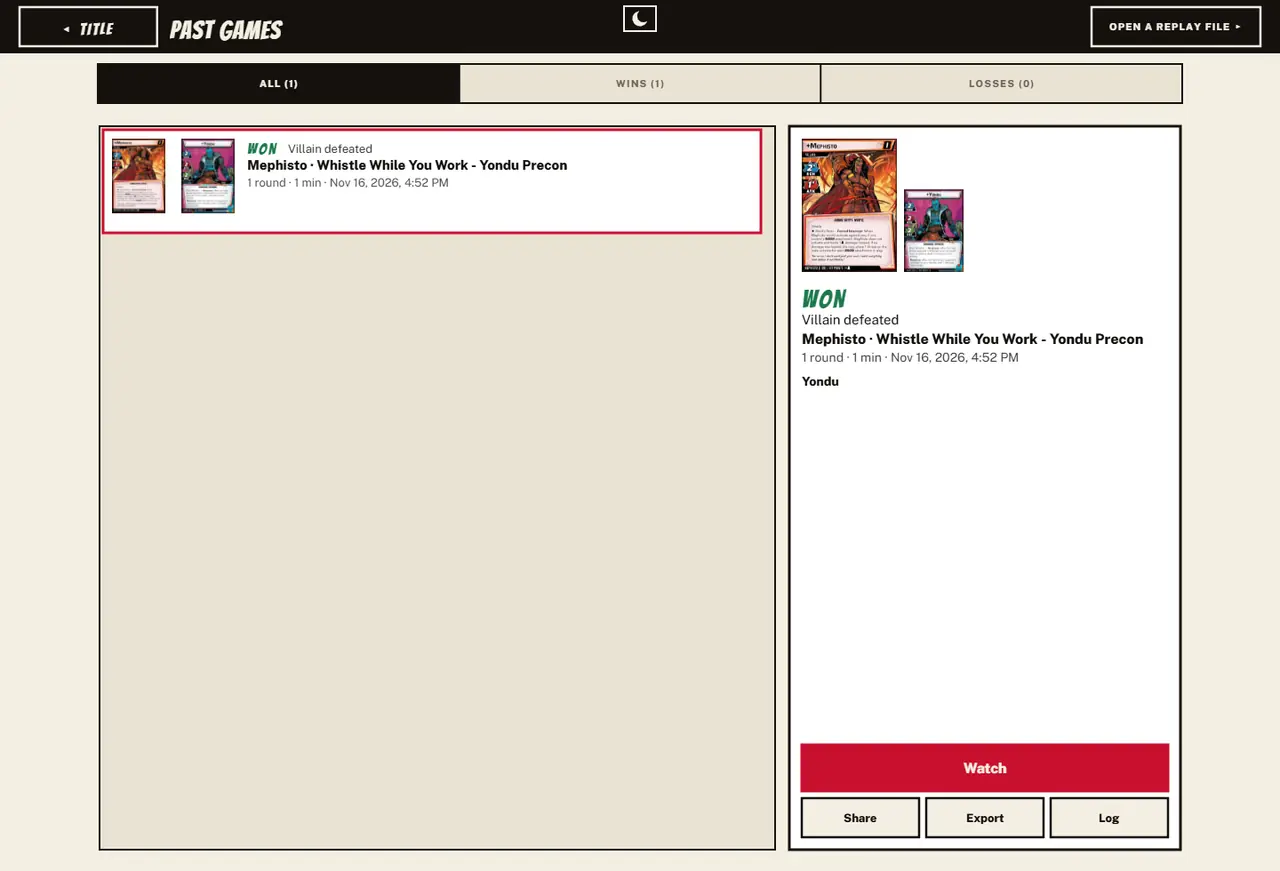 ◂ TITLE
PAST GAMES
OPEN A REPLAY FILE ▸
ALL (1)
WINS (1)
LOSSES (0)
WON Villain defeated
Mephisto · Whistle While You Work - Yondu Precon
1 round · 1 min · Nov 16, 2026, 4:52 PM
Mephisto
Yondu
WON
Villain defeated
Mephisto · Whistle While You Work - Yondu Precon
1 round · 1 min · Nov 16, 2026, 4:52 PM
Yondu
Watch
Share
Export
Log